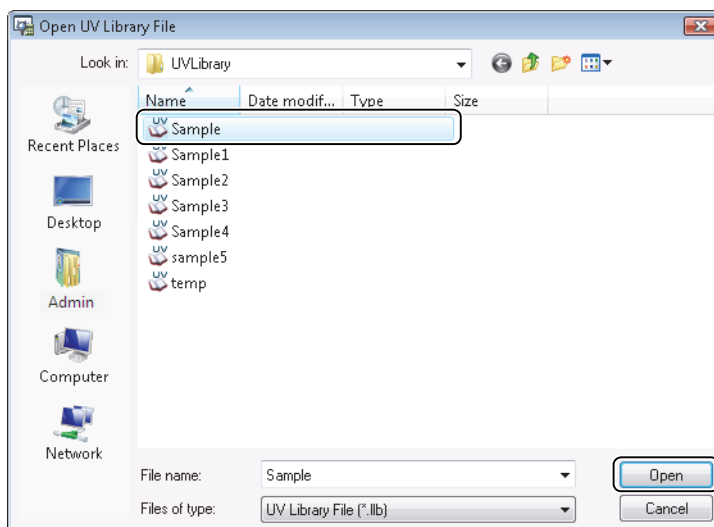 Open UV Library File
Look in: UVLibrary
Name Date modif... Type Size
Sample
Sample1
Sample2
Sample3
Sample4
sample5
temp
Recent Places
Desktop
Admin
Computer
Network
File name: Sample Open
Files of type: UV Library File (*.llb) Cancel